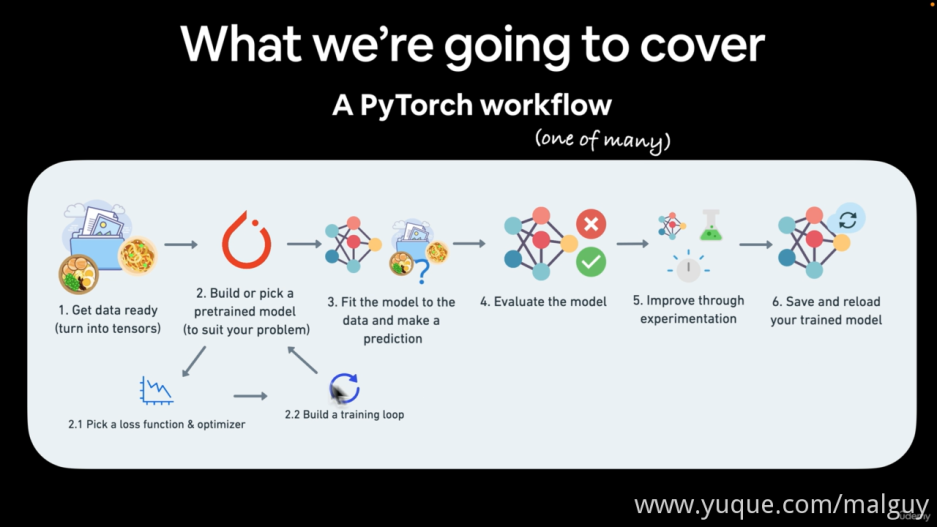 What we're going to cover
A PyTorch workflow
(one of many)
1. Get data ready
(turn into tensors)
2. Build or pick a
pretrained model
(to suit your problem)
3. Fit the model to the
data and make a
prediction
4. Evaluate the model
5. Improve through
experimentation
6. Save and reload
your trained model
2.1 Pick a loss function & optimizer
2.2 Build a training loop
www.yuque.com/malguy
Udemy